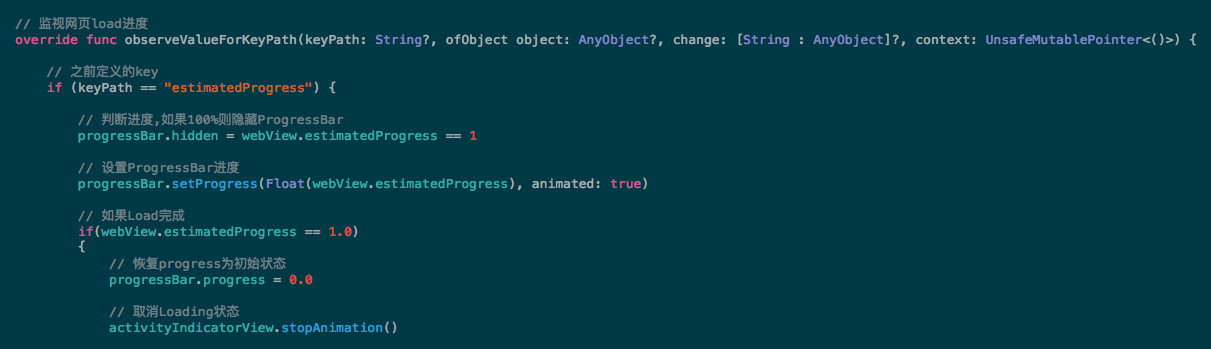 // 监视网页load进度
override func observeValueForKeyPath(keyPath: String?, ofObject object: AnyObject?, change: [String : AnyObject]?, context: UnsafeMutablePointer<()>) {
// 之前定义的key
if (keyPath == "estimatedProgress") {
// 判断进度,如果100%则隐藏ProgressBar
progressBar.hidden = webView.estimatedProgress == 1
// 设置ProgressBar进度
progressBar.setProgress(Float(webView.estimatedProgress), animated: true)
// 如果Load完成
if(webView.estimatedProgress == 1.0)
{
// 恢复progress为初始状态
progressBar.progress = 0.0
// 取消Loading状态
activityIndicatorView.stopAnimation()